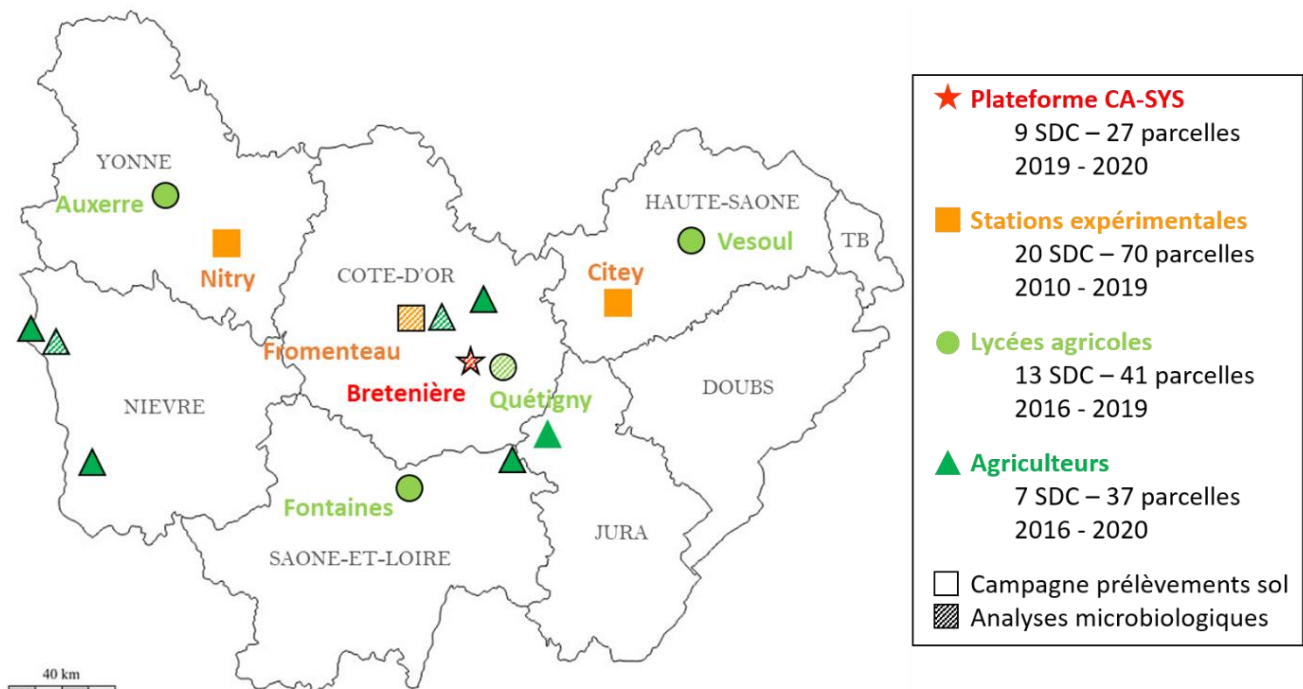 YONNE
Auxerre
Nitry
HAUTE-SAONE
TB
Vesoul
COTE-D'OR
Citey
Fromenteau
Bretenière
Quétigny
NIEVRE
DOUBS
Fontaines
JURA
SAONE-ET-LOIRE
40 km
Plateforme CA-SYS
9 SDC – 27 parcelles
2019 - 2020
Stations expérimentales
20 SDC – 70 parcelles
2010 - 2019
Lycées agricoles
13 SDC – 41 parcelles
2016 - 2019
Agriculteurs
7 SDC – 37 parcelles
2016 - 2020
Campagne prélèvements sol
Analyses microbiologiques